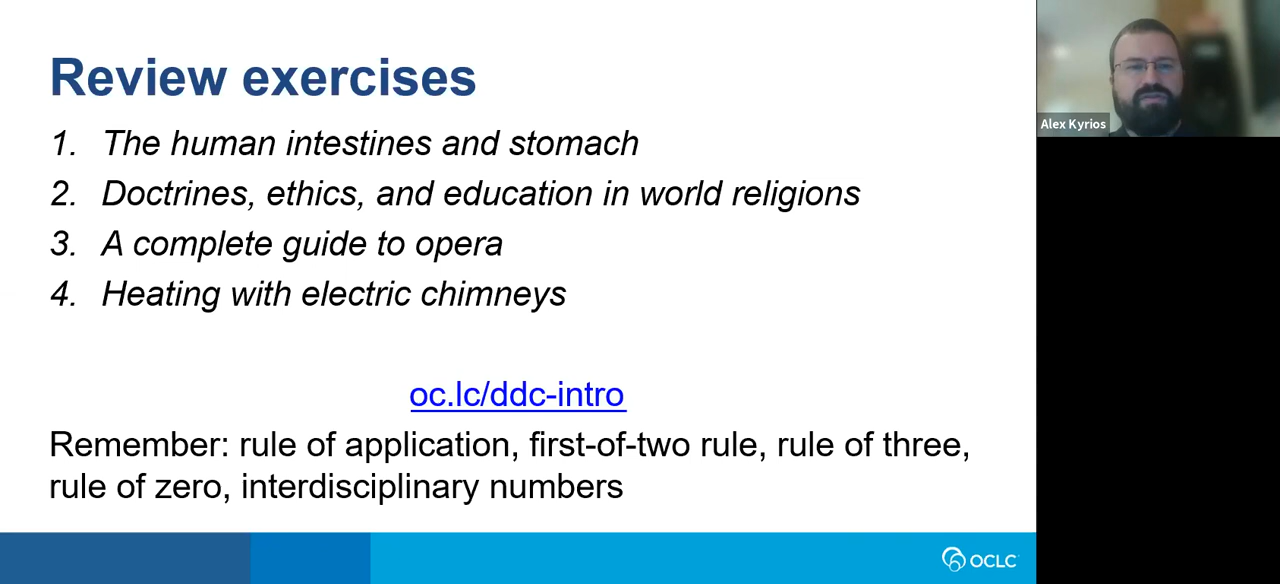 Review exercises
1. The human intestines and stomach
2. Doctrines, ethics, and education in world religions
3. A complete guide to opera
4. Heating with electric chimneys
oc.lc/ddc-intro
Remember: rule of application, first-of-two rule, rule of three,
rule of zero, interdisciplinary numbers
OCLC
Alex Kyrios